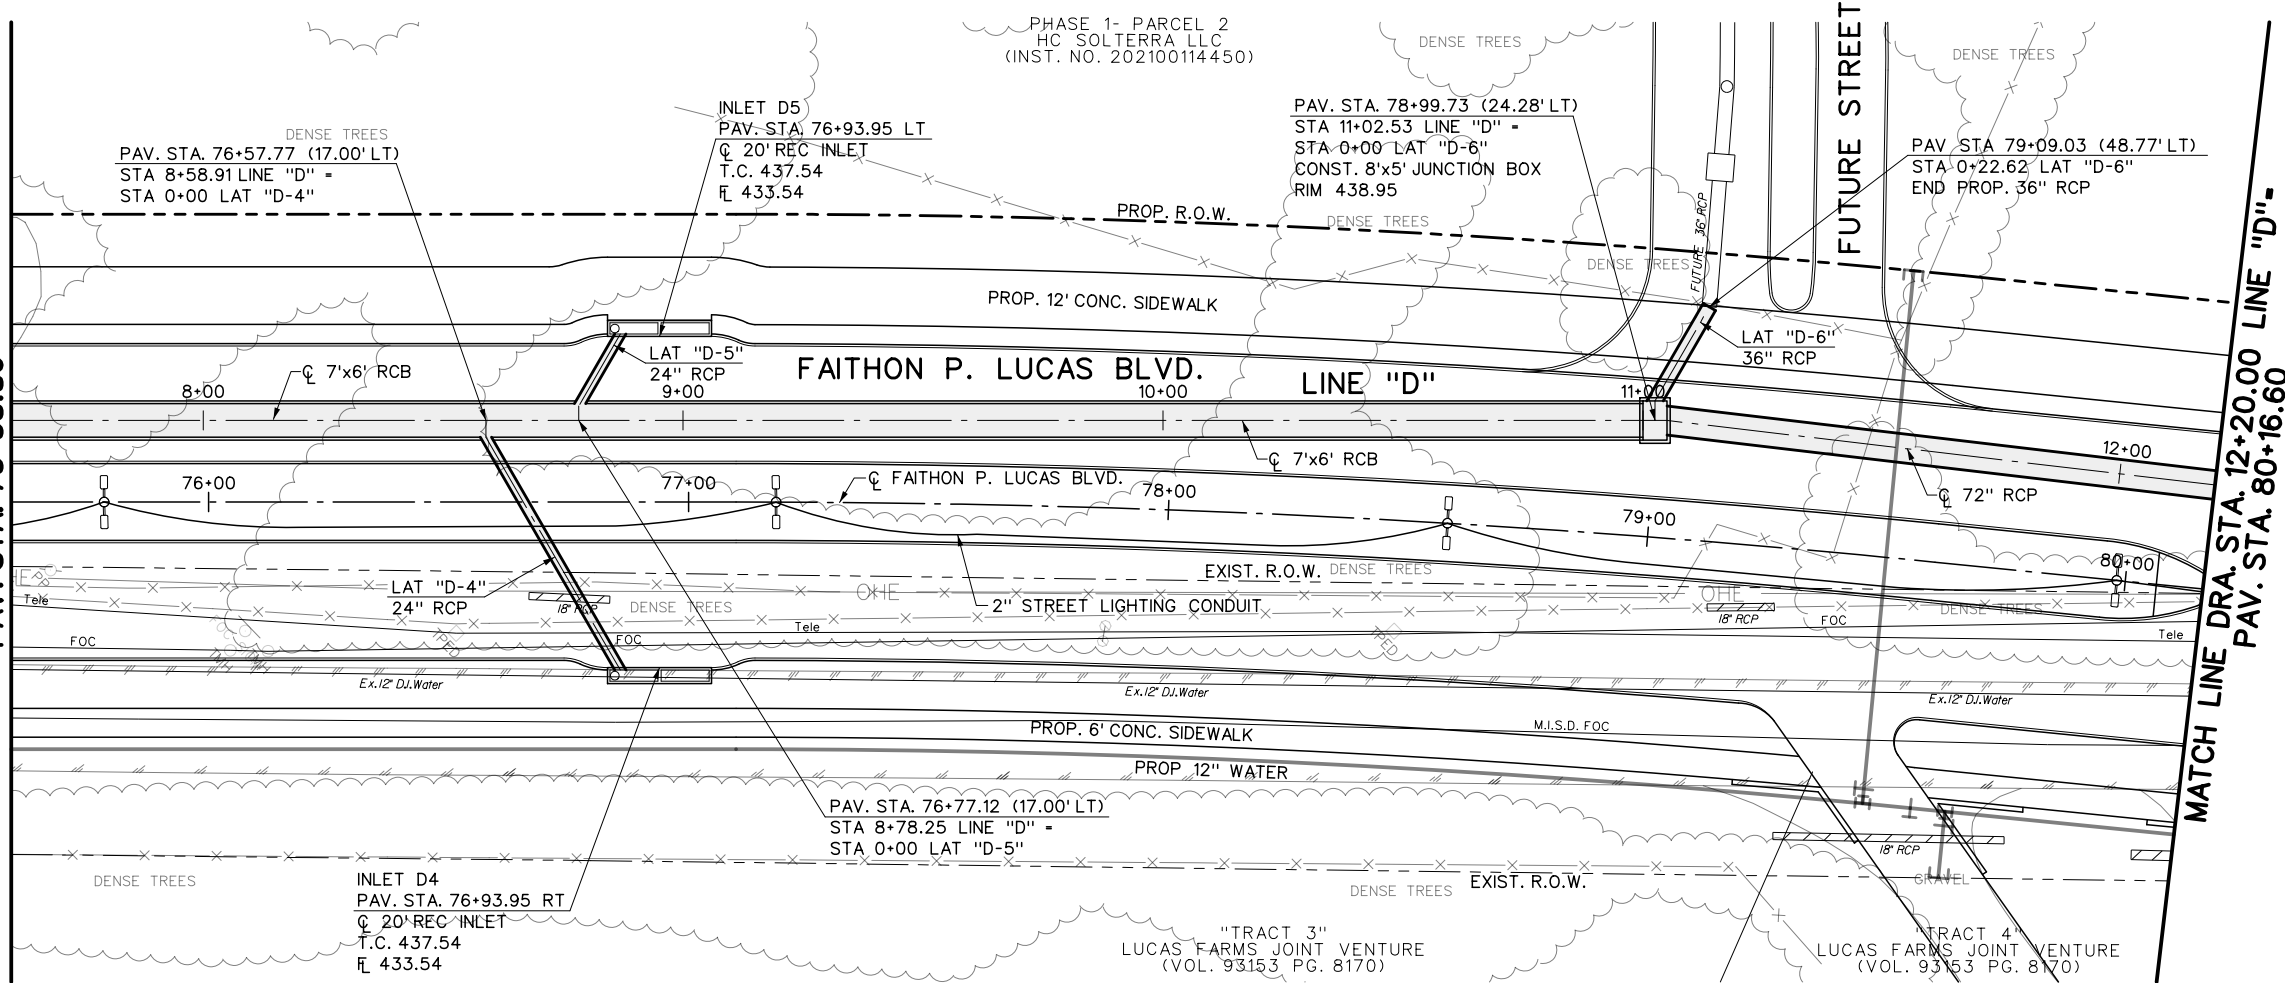 PHASE 1- PARCEL 2
HC SOLTERRA LLC
(INST. NO. 202100114450)
DENSE TREES
DENSE TREES
DENSE TREES
PAV. STA. 76+57.77 (17.00' LT)
STA 8+58.91 LINE "D" =
STA 0+00 LAT "D-4"
INLET D5
PAV. STA. 76+93.95 LT
℄ 20' REC INLET
T.C. 437.54
FL 433.54
PAV. STA. 78+99.73 (24.28' LT)
STA 11+02.53 LINE "D" =
STA 0+00 LAT "D-6"
CONST. 8'x5' JUNCTION BOX
RIM 438.95
FUTURE STREET
PAV STA 79+09.03 (48.77' LT)
STA 0+22.62 LAT "D-6"
END PROP. 36" RCP
PROP. R.O.W.
DENSE TREES
DENSE TREES
FUTURE 36" RCP
PROP. 12' CONC. SIDEWALK
LAT "D-5"
24" RCP
LAT "D-6"
36" RCP
FAITHON P. LUCAS BLVD.
LINE "D"
℄ 7'x6' RCB
8+00
9+00
10+00
11+00
12+00
℄ 7'x6' RCB
℄ 72" RCP
℄ FAITHON P. LUCAS BLVD.
76+00
77+00
78+00
79+00
80+00
EXIST. R.O.W.
DENSE TREES
OHE
OHE
LAT "D-4"
24" RCP
18" RCP
DENSE TREES
2" STREET LIGHTING CONDUIT
18" RCP
DENSE TREES
Tele
Tele
Tele
FOC
FOC
FOC
TMH
TMH
Ex.12" D.I.Water
Ex.12" D.I.Water
Ex.12" D.I.Water
PROP. 6' CONC. SIDEWALK
M.I.S.D. FOC
PROP 12" WATER
PAV. STA. 76+77.12 (17.00' LT)
STA 8+78.25 LINE "D" =
STA 0+00 LAT "D-5"
18" RCP
GRAVEL
DENSE TREES
DENSE TREES
EXIST. R.O.W.
INLET D4
PAV. STA. 76+93.95 RT
℄ 20' REC INLET
T.C. 437.54
FL 433.54
"TRACT 3"
LUCAS FARMS JOINT VENTURE
(VOL. 93153 PG. 8170)
"TRACT 4"
LUCAS FARMS JOINT VENTURE
(VOL. 93153 PG. 8170)
MATCH LINE DRA. STA. 12+20.00 LINE "D"=
PAV. STA. 80+16.60